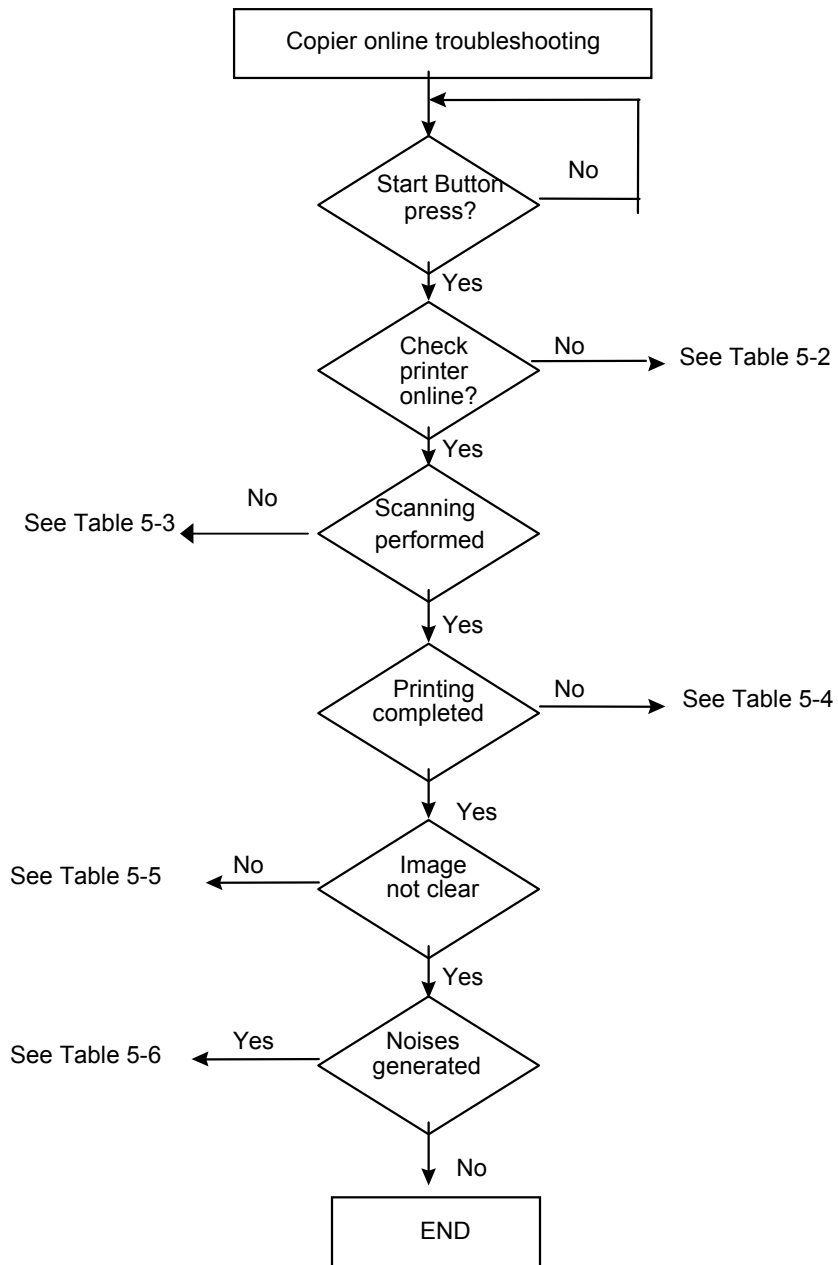 Copier online troubleshooting
Start Button
press?
No
Yes
Check
printer
online?
No
See Table 5-2
Yes
No
See Table 5-3
Scanning
performed
Yes
Printing
completed
No
See Table 5-4
Yes
Image
not clear
No
See Table 5-5
Yes
Noises
generated
Yes
See Table 5-6
No
END